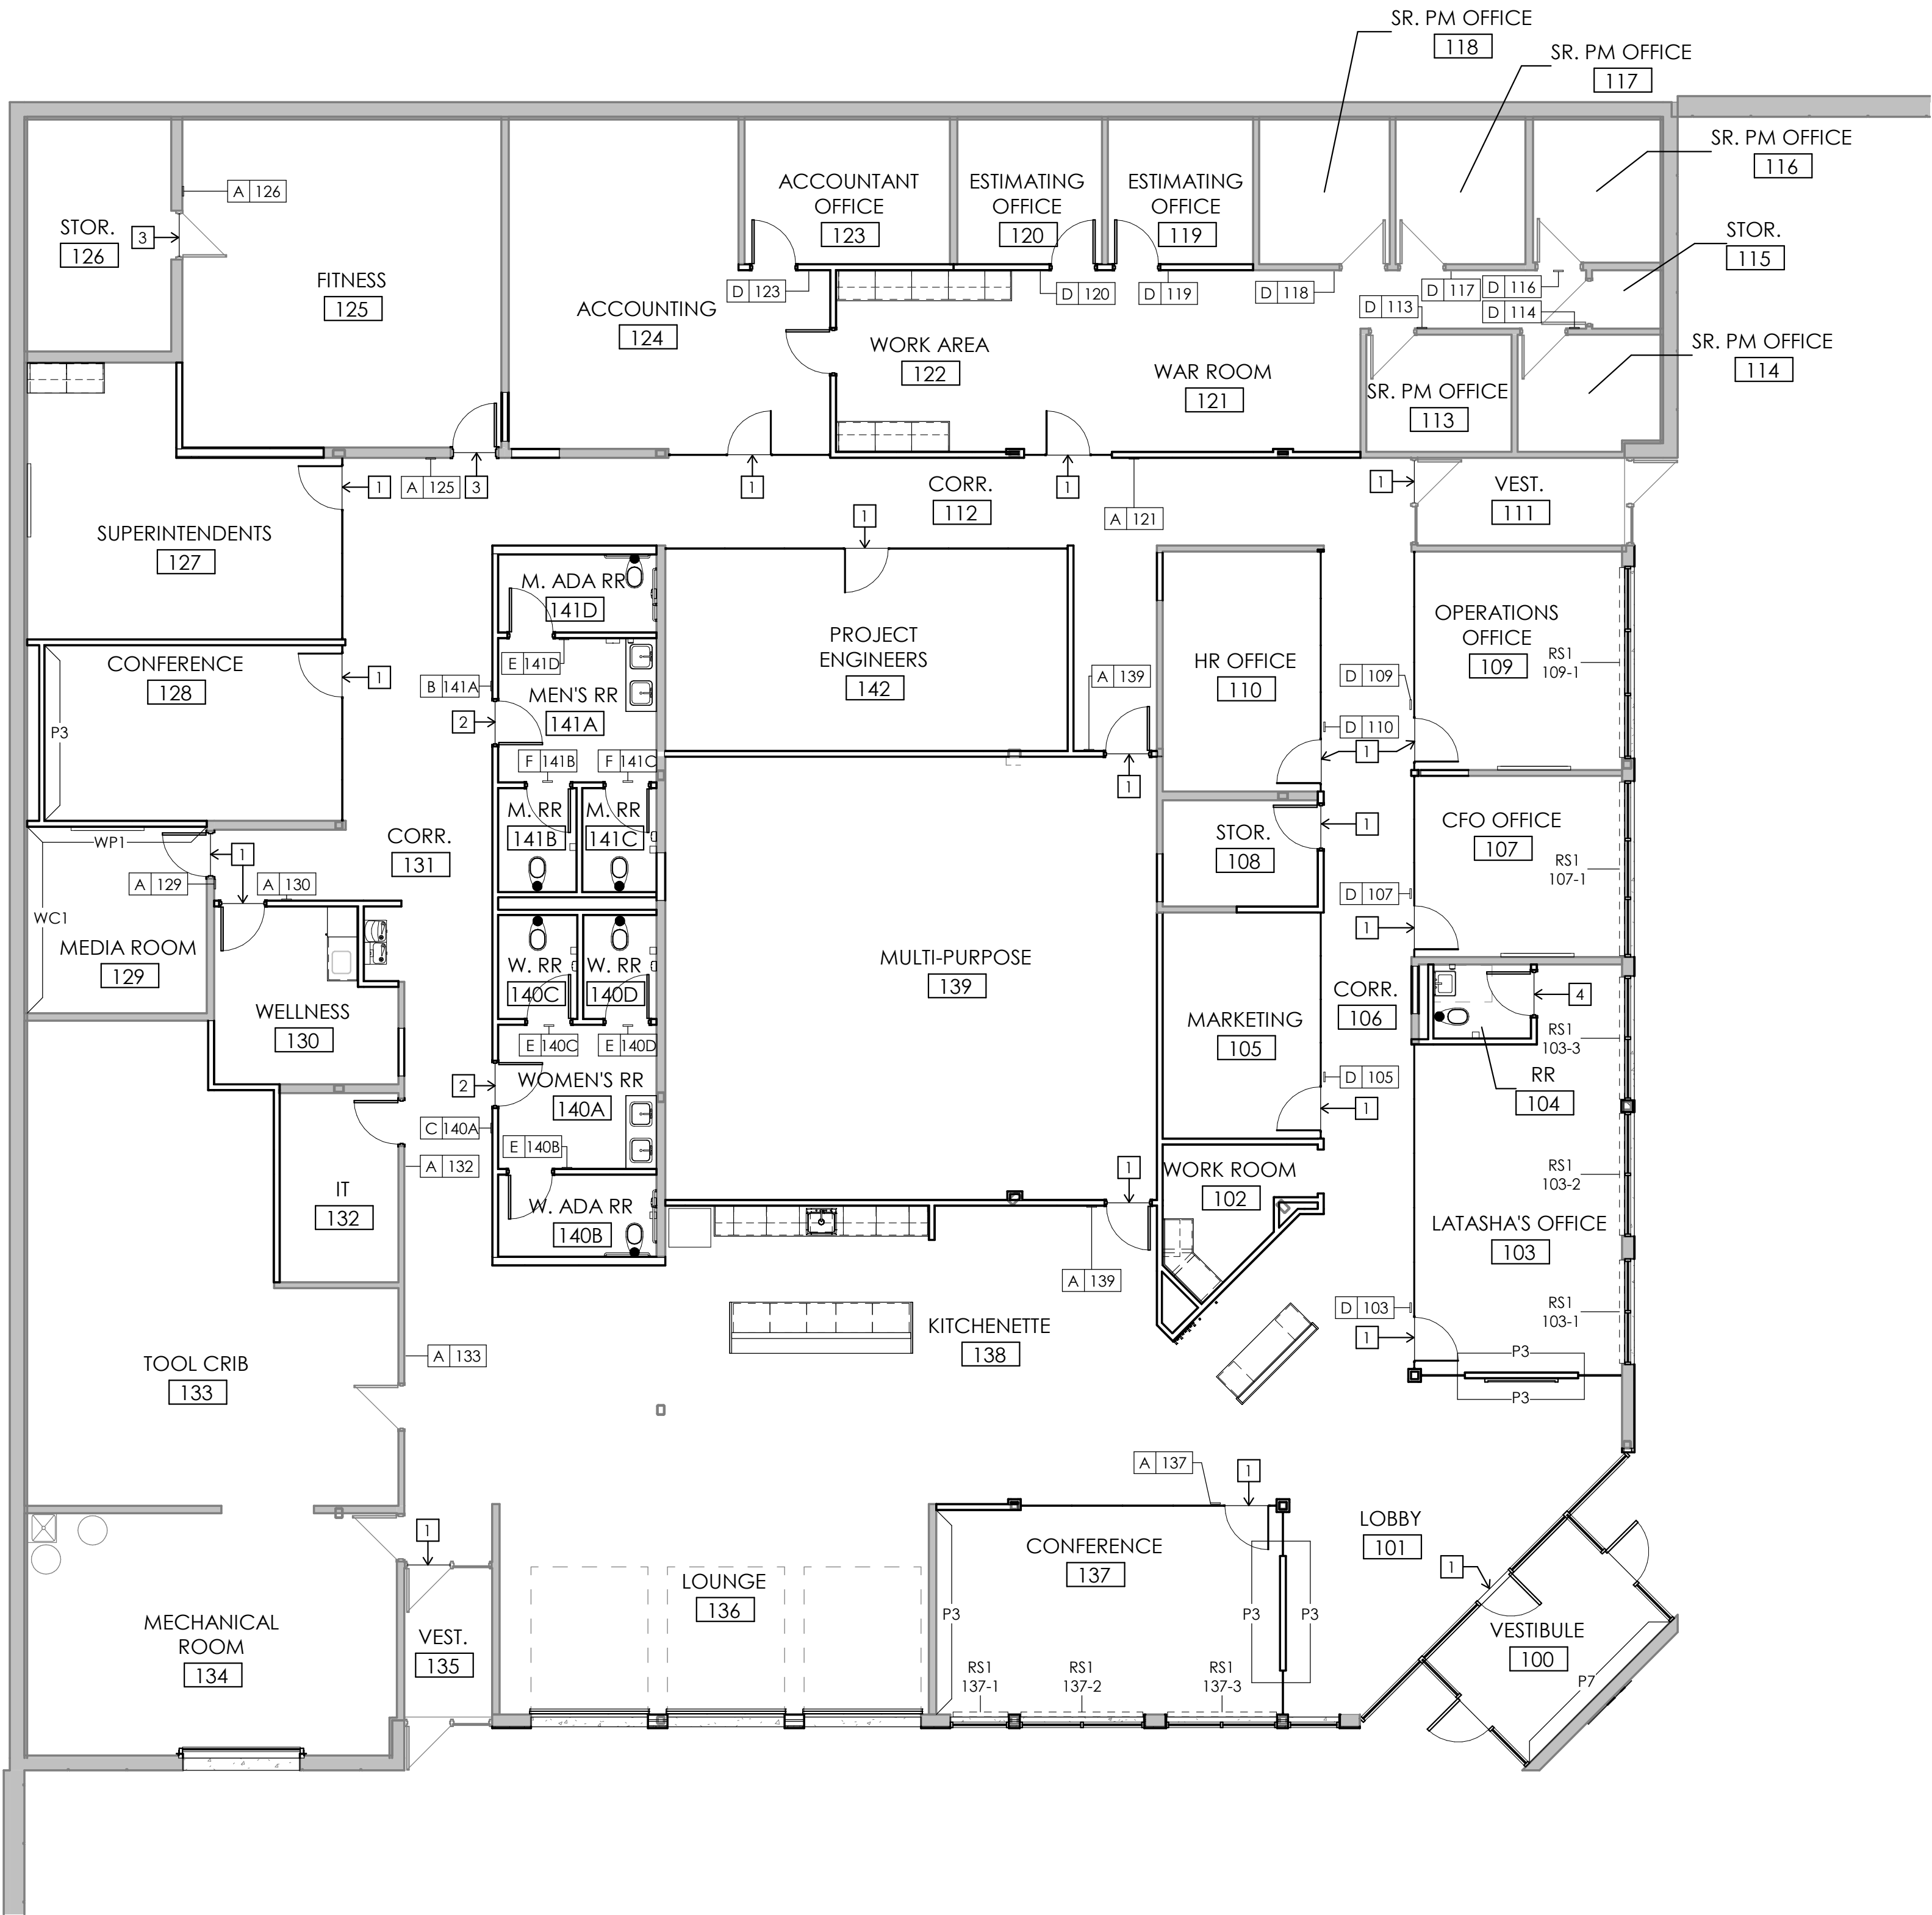 SR. PM OFFICE
118
SR. PM OFFICE
117
SR. PM OFFICE
116
STOR.
115
SR. PM OFFICE
114
A 126
STOR.
126
3
FITNESS
125
ACCOUNTING
124
ACCOUNTANT
OFFICE
123
ESTIMATING
OFFICE
120
ESTIMATING
OFFICE
119
D 123
D 120
D 119
D 118
D 117
D 116
D 113
D 114
WORK AREA
122
WAR ROOM
121
SR. PM OFFICE
113
1
A 125
3
1
1
1
CORR.
112
A 121
1
VEST.
111
SUPERINTENDENTS
127
M. ADA RR
141D
E 141D
B 141A
2
MEN'S RR
141A
F 141B
F 141C
M. RR
141B
M. RR
141C
PROJECT
ENGINEERS
142
A 139
1
HR OFFICE
110
D 109
D 110
1
OPERATIONS
OFFICE
109
RS1
109-1
CONFERENCE
128
1
P3
WP1
1
A 129
A 130
WC1
MEDIA ROOM
129
CORR.
131
STOR.
108
1
D 107
1
CFO OFFICE
107
RS1
107-1
WELLNESS
130
W. RR
140C
W. RR
140D
E 140C
E 140D
2
WOMEN'S RR
140A
C 140A
E 140B
A 132
W. ADA RR
140B
MULTI-PURPOSE
139
MARKETING
105
CORR.
106
4
RS1
103-3
RR
104
D 105
1
IT
132
1
WORK ROOM
102
RS1
103-2
LATASHA'S OFFICE
103
A 139
D 103
1
RS1
103-1
P3
P3
KITCHENETTE
138
A 133
TOOL CRIB
133
A 137
1
1
LOBBY
101
1
CONFERENCE
137
P3
P3
P3
RS1
137-1
RS1
137-2
RS1
137-3
LOUNGE
136
MECHANICAL
ROOM
134
VEST.
135
VESTIBULE
100
P7